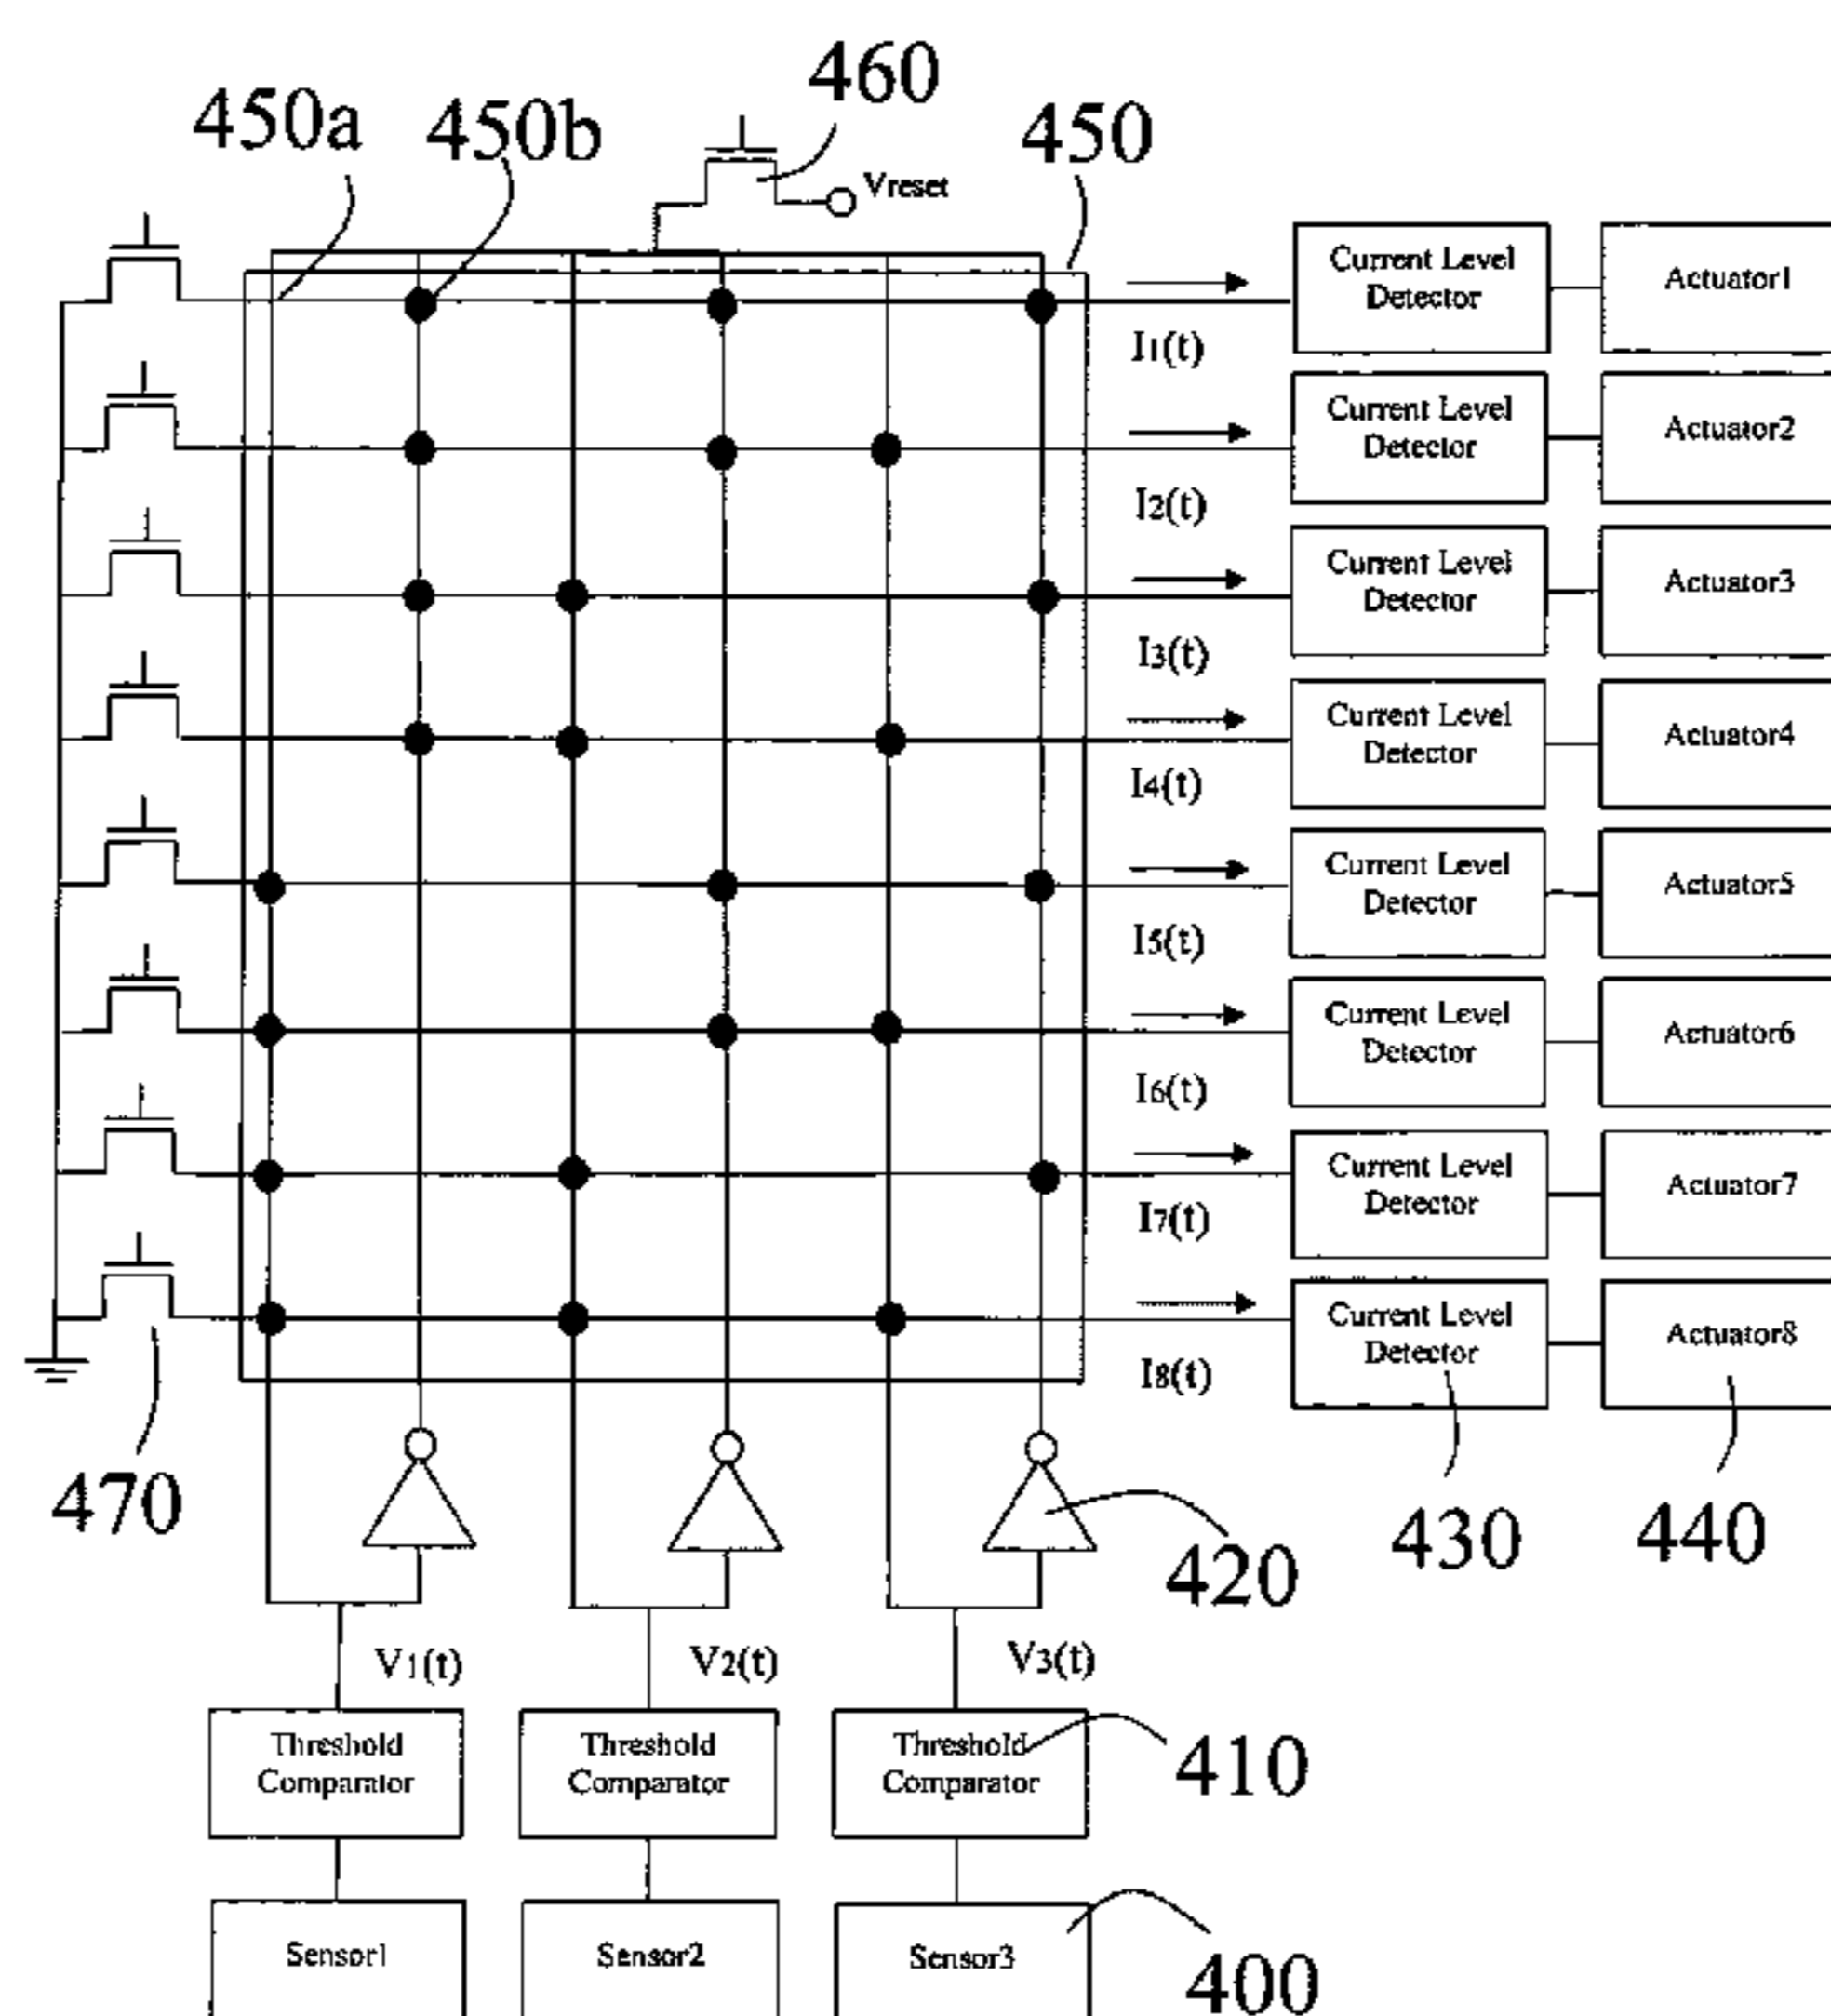 460
450a
450b
450
Vreset
Current Level
Detector
Actuator1
I1(t)
Current Level
Detector
Actuator2
I2(t)
Current Level
Detector
Actuator3
I3(t)
Current Level
Detector
Actuator4
I4(t)
Current Level
Detector
Actuator5
I5(t)
Current Level
Detector
Actuator6
I6(t)
Current Level
Detector
Actuator7
I7(t)
Current Level
Detector
Actuator8
I8(t)
470
420
430
440
V1(t)
V2(t)
V3(t)
Threshold
Comparator
Threshold
Comparator
Threshold
Comparator
410
Sensor1
Sensor2
Sensor3
400